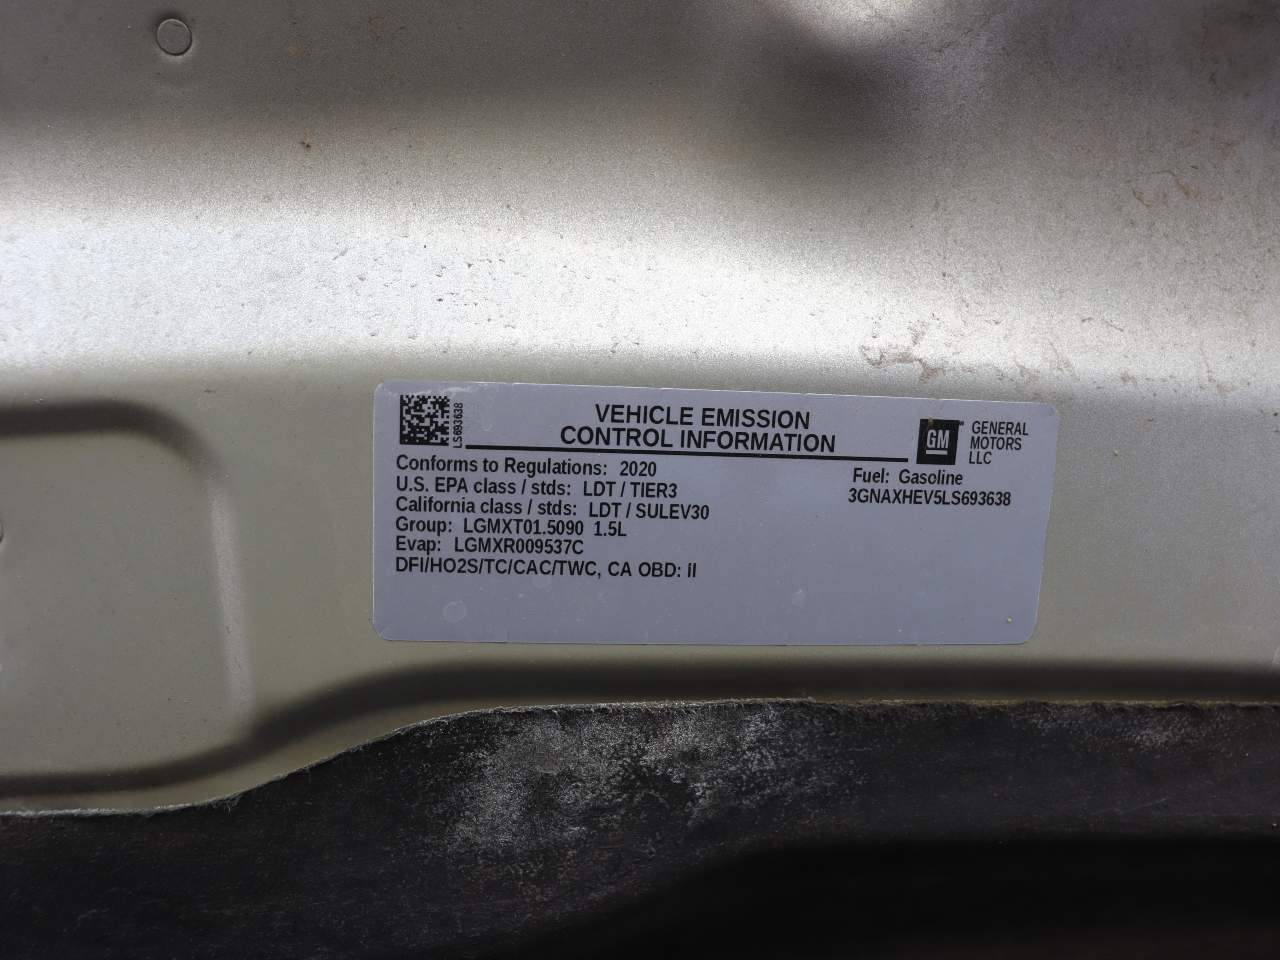 LS693638
VEHICLE EMISSION
CONTROL INFORMATION
GM
GENERAL
MOTORS
LLC
Conforms to Regulations: 2020
U.S. EPA class / stds: LDT / TIER3
California class / stds: LDT / SULEV30
Group: LGMXT01.5090 1.5L
Evap: LGMXR009537C
DFI/HO2S/TC/CAC/TWC, CA OBD: II
Fuel: Gasoline
3GNAXHEV5LS693638